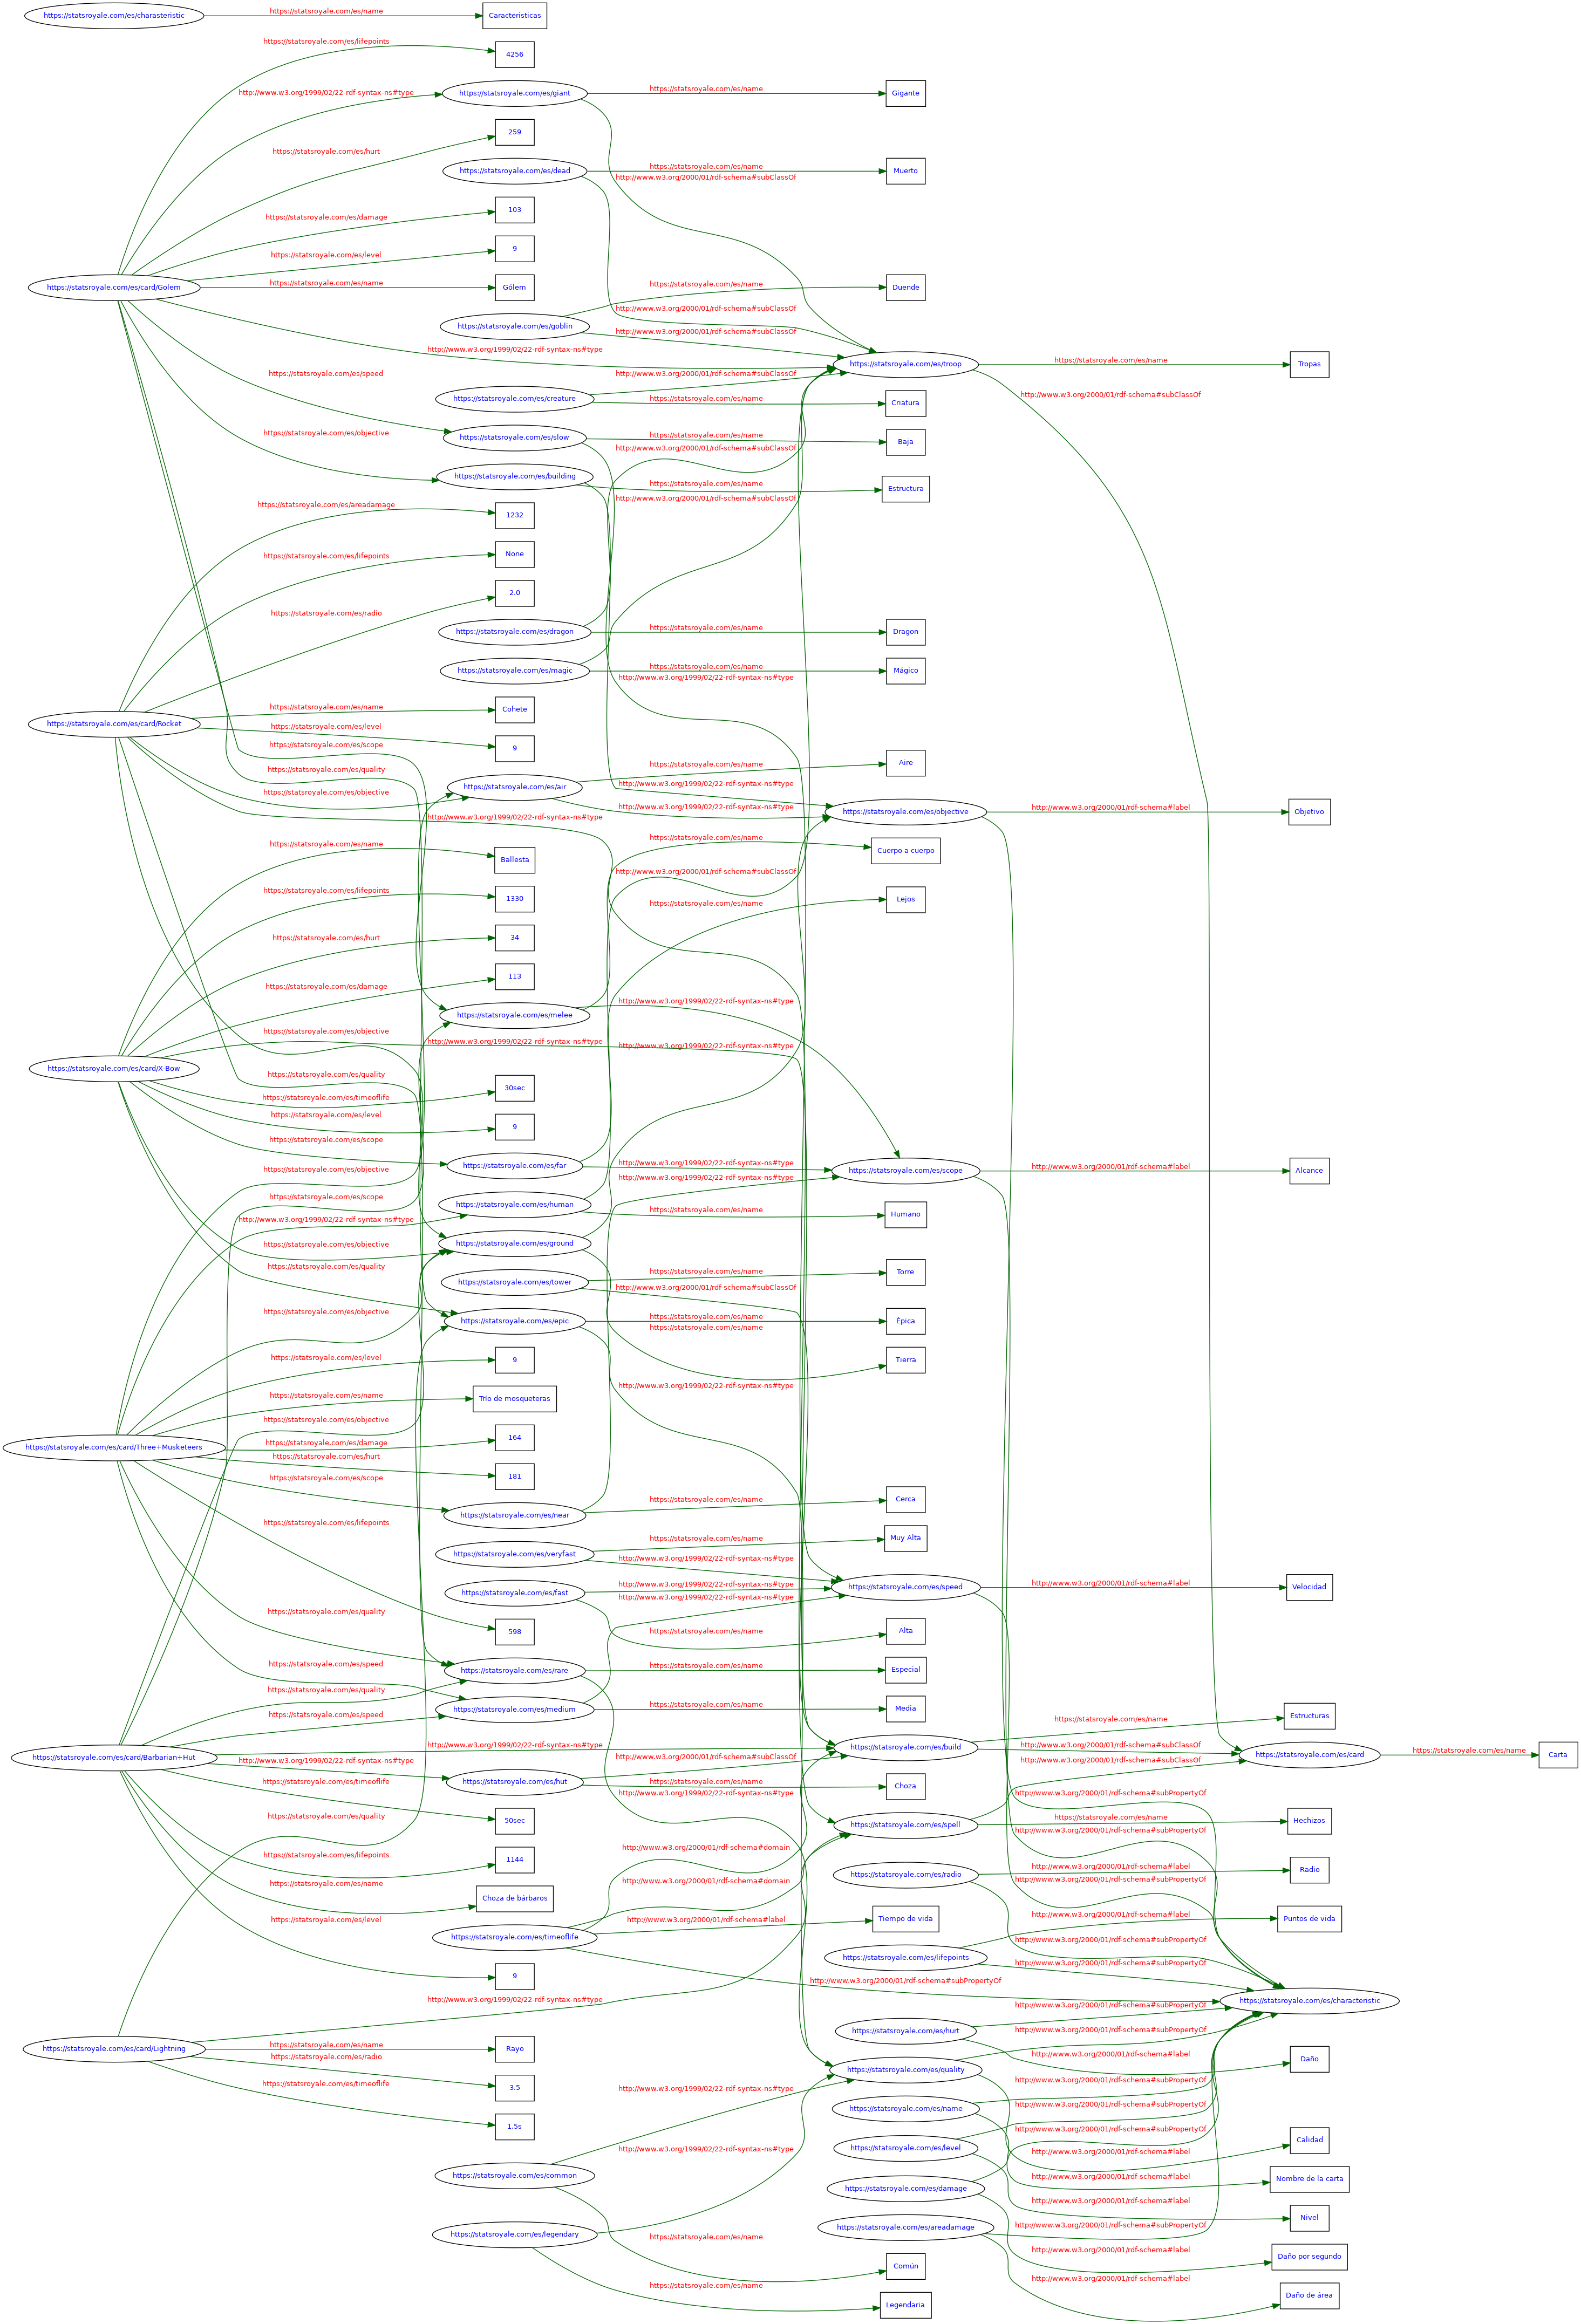 https://statsroyale.com/es/charasteristic
https://statsroyale.com/es/name
Caracteristicas
https://statsroyale.com/es/lifepoints
4256
http://www.w3.org/1999/02/22-rdf-syntax-ns#type
https://statsroyale.com/es/giant
https://statsroyale.com/es/name
Gigante
259
https://statsroyale.com/es/hurt
https://statsroyale.com/es/dead
https://statsroyale.com/es/name
Muerto
http://www.w3.org/2000/01/rdf-schema#subClassOf
103
https://statsroyale.com/es/damage
9
https://statsroyale.com/es/level
https://statsroyale.com/es/card/Golem
https://statsroyale.com/es/name
Gólem
https://statsroyale.com/es/name
Duende
http://www.w3.org/2000/01/rdf-schema#subClassOf
https://statsroyale.com/es/goblin
http://www.w3.org/2000/01/rdf-schema#subClassOf
http://www.w3.org/1999/02/22-rdf-syntax-ns#type
https://statsroyale.com/es/troop
https://statsroyale.com/es/name
Tropas
https://statsroyale.com/es/speed
http://www.w3.org/2000/01/rdf-schema#subClassOf
http://www.w3.org/2000/01/rdf-schema#subClassOf
https://statsroyale.com/es/creature
https://statsroyale.com/es/name
Criatura
https://statsroyale.com/es/objective
https://statsroyale.com/es/slow
https://statsroyale.com/es/name
Baja
http://www.w3.org/2000/01/rdf-schema#subClassOf
https://statsroyale.com/es/building
https://statsroyale.com/es/name
Estructura
http://www.w3.org/2000/01/rdf-schema#subClassOf
https://statsroyale.com/es/areadamage
1232
https://statsroyale.com/es/lifepoints
None
2.0
https://statsroyale.com/es/radio
https://statsroyale.com/es/dragon
https://statsroyale.com/es/name
Dragon
https://statsroyale.com/es/magic
https://statsroyale.com/es/name
Mágico
http://www.w3.org/1999/02/22-rdf-syntax-ns#type
https://statsroyale.com/es/name
Cohete
https://statsroyale.com/es/card/Rocket
https://statsroyale.com/es/level
9
https://statsroyale.com/es/scope
https://statsroyale.com/es/name
Aire
https://statsroyale.com/es/quality
https://statsroyale.com/es/air
http://www.w3.org/1999/02/22-rdf-syntax-ns#type
https://statsroyale.com/es/objective
http://www.w3.org/1999/02/22-rdf-syntax-ns#type
http://www.w3.org/1999/02/22-rdf-syntax-ns#type
https://statsroyale.com/es/objective
http://www.w3.org/2000/01/rdf-schema#label
Objetivo
https://statsroyale.com/es/name
https://statsroyale.com/es/name
Cuerpo a cuerpo
Ballesta
http://www.w3.org/2000/01/rdf-schema#subClassOf
https://statsroyale.com/es/lifepoints
1330
https://statsroyale.com/es/name
Lejos
https://statsroyale.com/es/hurt
34
113
https://statsroyale.com/es/damage
http://www.w3.org/1999/02/22-rdf-syntax-ns#type
https://statsroyale.com/es/melee
https://statsroyale.com/es/objective
http://www.w3.org/1999/02/22-rdf-syntax-ns#type
http://www.w3.org/1999/02/22-rdf-syntax-ns#type
https://statsroyale.com/es/card/X-Bow
https://statsroyale.com/es/quality
30sec
https://statsroyale.com/es/timeoflife
https://statsroyale.com/es/level
9
https://statsroyale.com/es/scope
https://statsroyale.com/es/far
http://www.w3.org/1999/02/22-rdf-syntax-ns#type
https://statsroyale.com/es/scope
http://www.w3.org/2000/01/rdf-schema#label
Alcance
https://statsroyale.com/es/objective
http://www.w3.org/1999/02/22-rdf-syntax-ns#type
https://statsroyale.com/es/scope
https://statsroyale.com/es/human
https://statsroyale.com/es/name
Humano
http://www.w3.org/1999/02/22-rdf-syntax-ns#type
https://statsroyale.com/es/objective
https://statsroyale.com/es/ground
https://statsroyale.com/es/quality
https://statsroyale.com/es/name
Torre
https://statsroyale.com/es/tower
http://www.w3.org/2000/01/rdf-schema#subClassOf
https://statsroyale.com/es/objective
https://statsroyale.com/es/epic
https://statsroyale.com/es/name
Épica
https://statsroyale.com/es/name
https://statsroyale.com/es/level
9
Tierra
http://www.w3.org/1999/02/22-rdf-syntax-ns#type
https://statsroyale.com/es/name
Trío de mosqueteras
https://statsroyale.com/es/objective
164
https://statsroyale.com/es/damage
https://statsroyale.com/es/card/Three+Musketeers
https://statsroyale.com/es/hurt
181
https://statsroyale.com/es/scope
https://statsroyale.com/es/name
Cerca
https://statsroyale.com/es/near
https://statsroyale.com/es/lifepoints
https://statsroyale.com/es/name
Muy Alta
https://statsroyale.com/es/veryfast
http://www.w3.org/1999/02/22-rdf-syntax-ns#type
https://statsroyale.com/es/fast
http://www.w3.org/1999/02/22-rdf-syntax-ns#type
https://statsroyale.com/es/speed
http://www.w3.org/2000/01/rdf-schema#label
Velocidad
http://www.w3.org/1999/02/22-rdf-syntax-ns#type
https://statsroyale.com/es/quality
598
https://statsroyale.com/es/name
Alta
https://statsroyale.com/es/speed
https://statsroyale.com/es/rare
https://statsroyale.com/es/name
Especial
https://statsroyale.com/es/quality
https://statsroyale.com/es/medium
https://statsroyale.com/es/name
Media
https://statsroyale.com/es/speed
https://statsroyale.com/es/name
Estructuras
http://www.w3.org/1999/02/22-rdf-syntax-ns#type
https://statsroyale.com/es/build
http://www.w3.org/2000/01/rdf-schema#subClassOf
https://statsroyale.com/es/card/Barbarian+Hut
http://www.w3.org/1999/02/22-rdf-syntax-ns#type
http://www.w3.org/2000/01/rdf-schema#subClassOf
http://www.w3.org/2000/01/rdf-schema#subClassOf
https://statsroyale.com/es/card
https://statsroyale.com/es/name
Carta
https://statsroyale.com/es/timeoflife
https://statsroyale.com/es/hut
https://statsroyale.com/es/name
Choza
http://www.w3.org/1999/02/22-rdf-syntax-ns#type
http://www.w3.org/2000/01/rdf-schema#subPropertyOf
https://statsroyale.com/es/quality
50sec
https://statsroyale.com/es/spell
https://statsroyale.com/es/name
Hechizos
http://www.w3.org/2000/01/rdf-schema#subPropertyOf
http://www.w3.org/2000/01/rdf-schema#domain
https://statsroyale.com/es/lifepoints
1144
https://statsroyale.com/es/radio
http://www.w3.org/2000/01/rdf-schema#label
Radio
http://www.w3.org/2000/01/rdf-schema#subPropertyOf
https://statsroyale.com/es/name
http://www.w3.org/2000/01/rdf-schema#domain
Choza de bárbaros
https://statsroyale.com/es/level
http://www.w3.org/2000/01/rdf-schema#label
Tiempo de vida
http://www.w3.org/2000/01/rdf-schema#label
Puntos de vida
https://statsroyale.com/es/timeoflife
http://www.w3.org/2000/01/rdf-schema#subPropertyOf
https://statsroyale.com/es/lifepoints
http://www.w3.org/2000/01/rdf-schema#subPropertyOf
9
http://www.w3.org/2000/01/rdf-schema#subPropertyOf
http://www.w3.org/1999/02/22-rdf-syntax-ns#type
https://statsroyale.com/es/characteristic
http://www.w3.org/2000/01/rdf-schema#subPropertyOf
https://statsroyale.com/es/hurt
http://www.w3.org/2000/01/rdf-schema#subPropertyOf
https://statsroyale.com/es/card/Lightning
https://statsroyale.com/es/name
Rayo
http://www.w3.org/2000/01/rdf-schema#label
Daño
https://statsroyale.com/es/radio
https://statsroyale.com/es/quality
http://www.w3.org/2000/01/rdf-schema#subPropertyOf
https://statsroyale.com/es/timeoflife
3.5
http://www.w3.org/1999/02/22-rdf-syntax-ns#type
http://www.w3.org/2000/01/rdf-schema#subPropertyOf
https://statsroyale.com/es/name
1.5s
http://www.w3.org/2000/01/rdf-schema#subPropertyOf
Calidad
http://www.w3.org/1999/02/22-rdf-syntax-ns#type
https://statsroyale.com/es/level
http://www.w3.org/2000/01/rdf-schema#label
https://statsroyale.com/es/common
http://www.w3.org/2000/01/rdf-schema#label
Nombre de la carta
https://statsroyale.com/es/damage
http://www.w3.org/2000/01/rdf-schema#label
Nivel
http://www.w3.org/2000/01/rdf-schema#subPropertyOf
https://statsroyale.com/es/areadamage
https://statsroyale.com/es/legendary
https://statsroyale.com/es/name
http://www.w3.org/2000/01/rdf-schema#label
Daño por segundo
Común
http://www.w3.org/2000/01/rdf-schema#label
https://statsroyale.com/es/name
Daño de área
Legendaria